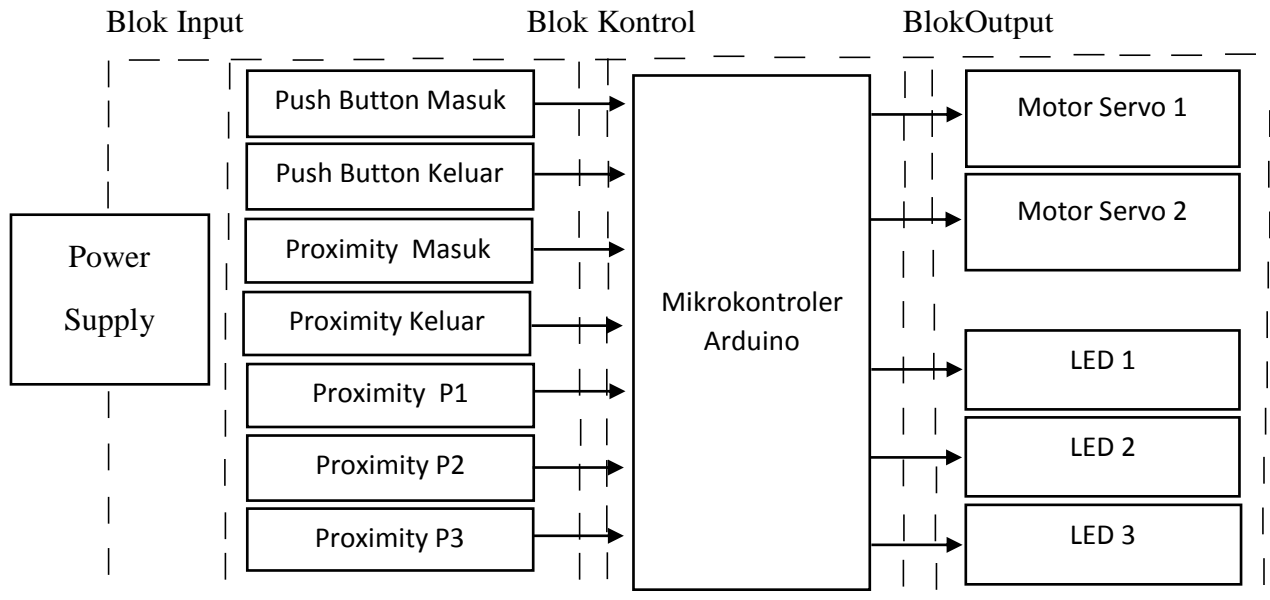 Blok Input
Blok Kontrol
BlokOutput
Power
Supply
Push Button Masuk
Push Button Keluar
Proximity  Masuk
Proximity Keluar
Proximity  P1
Proximity P2
Proximity P3
Mikrokontroler
Arduino
Motor Servo 1
Motor Servo 2
LED 1
LED 2
LED 3